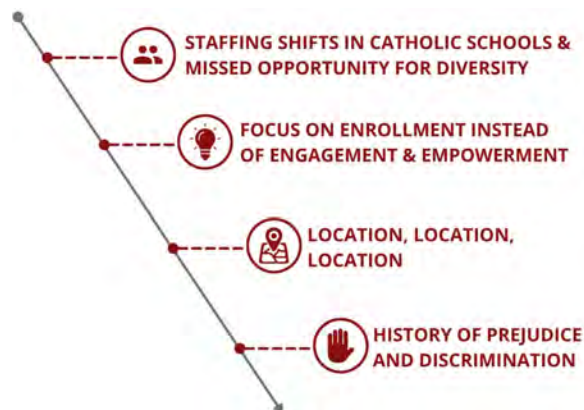 STAFFING SHIFTS IN CATHOLIC SCHOOLS &
MISSED OPPORTUNITY FOR DIVERSITY
FOCUS ON ENROLLMENT INSTEAD
OF ENGAGEMENT & EMPOWERMENT
LOCATION, LOCATION,
LOCATION
HISTORY OF PREJUDICE
AND DISCRIMINATION